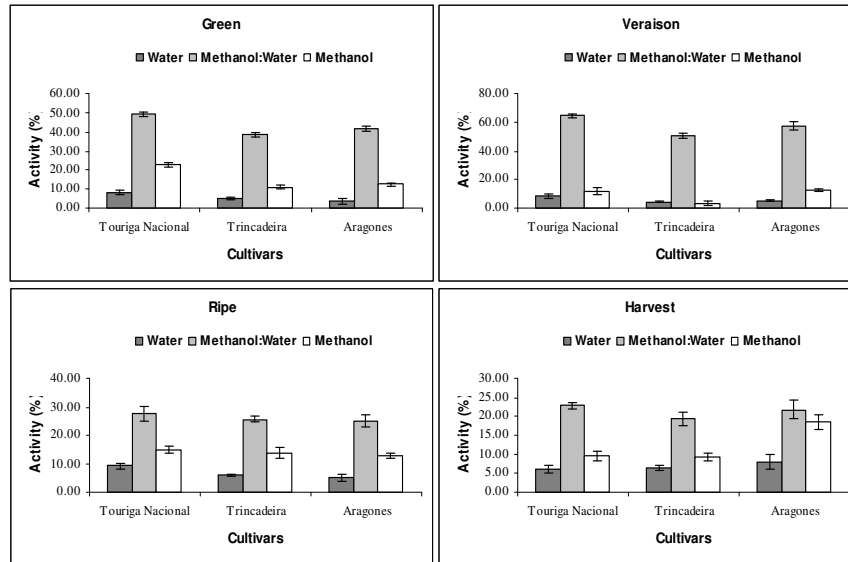 Green
Water Methanol:Water Methanol
60.00
50.00
40.00
30.00
20.00
10.00
0.00
Activity (%)
Touriga Nacional Trincadeira Aragones
Cultivars
Veraison
Water Methanol:Water Methanol
80.00
60.00
40.00
20.00
0.00
Activity (%)
Touriga Nacional Trincadeira Aragones
Cultivars
Ripe
Water Methanol:Water Methanol
40.00
30.00
20.00
10.00
0.00
Activity (%)
Touriga Nacional Trincadeira Aragones
Cultivars
Harvest
Water Methanol:Water Methanol
30.00
25.00
20.00
15.00
10.00
5.00
0.00
Activity (%)
Touriga Nacional Trincadeira Aragones
Cultivars